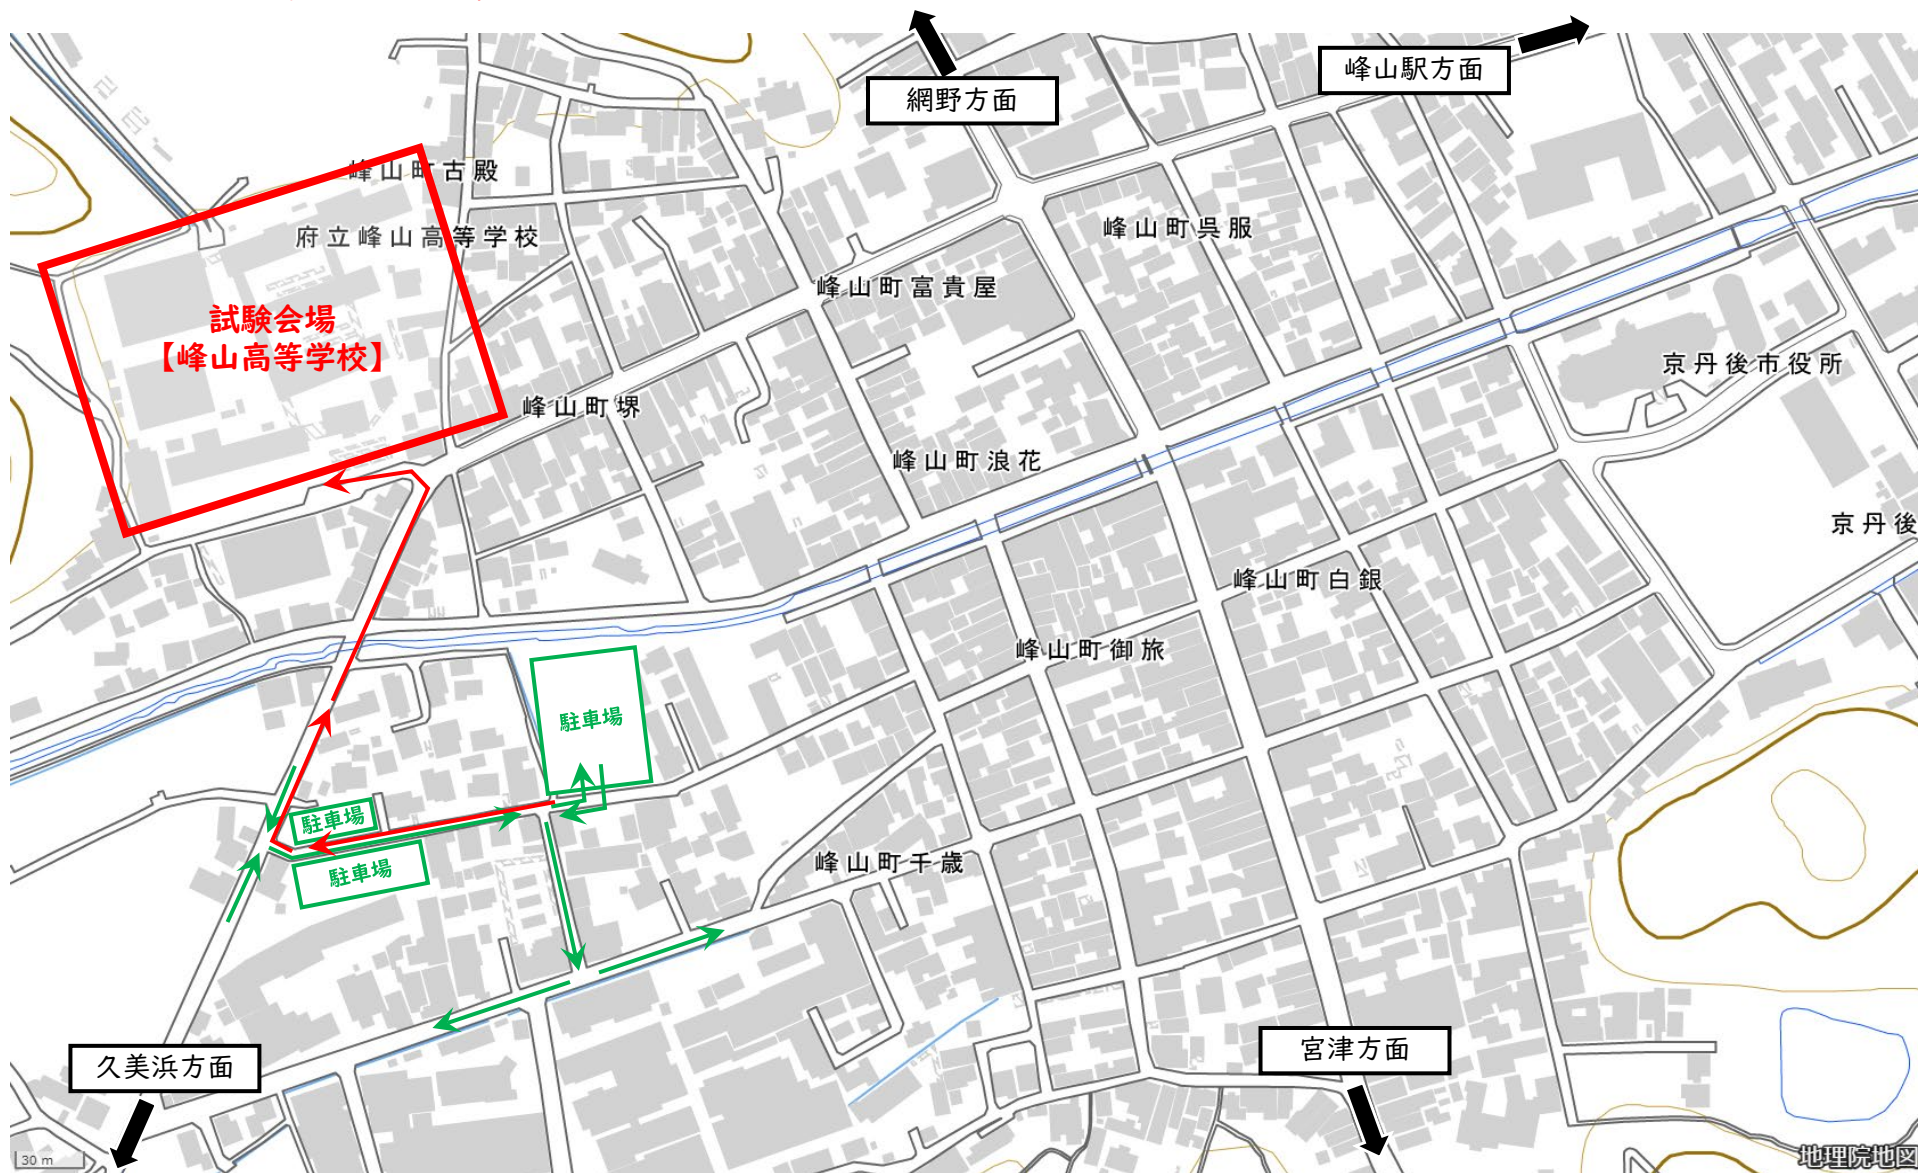 網野方面
峰山駅方面
峰山町古殿
府立峰山高等学校
峰山町呉服
峰山町富貴屋
試験会場
【峰山高等学校】
京丹後市役所
峰山町堺
峰山町浪花
京丹後
峰山町白銀
峰山町御旅
駐車場
駐車場
駐車場
峰山町千歳
久美浜方面
宮津方面
30 m
地理院地図